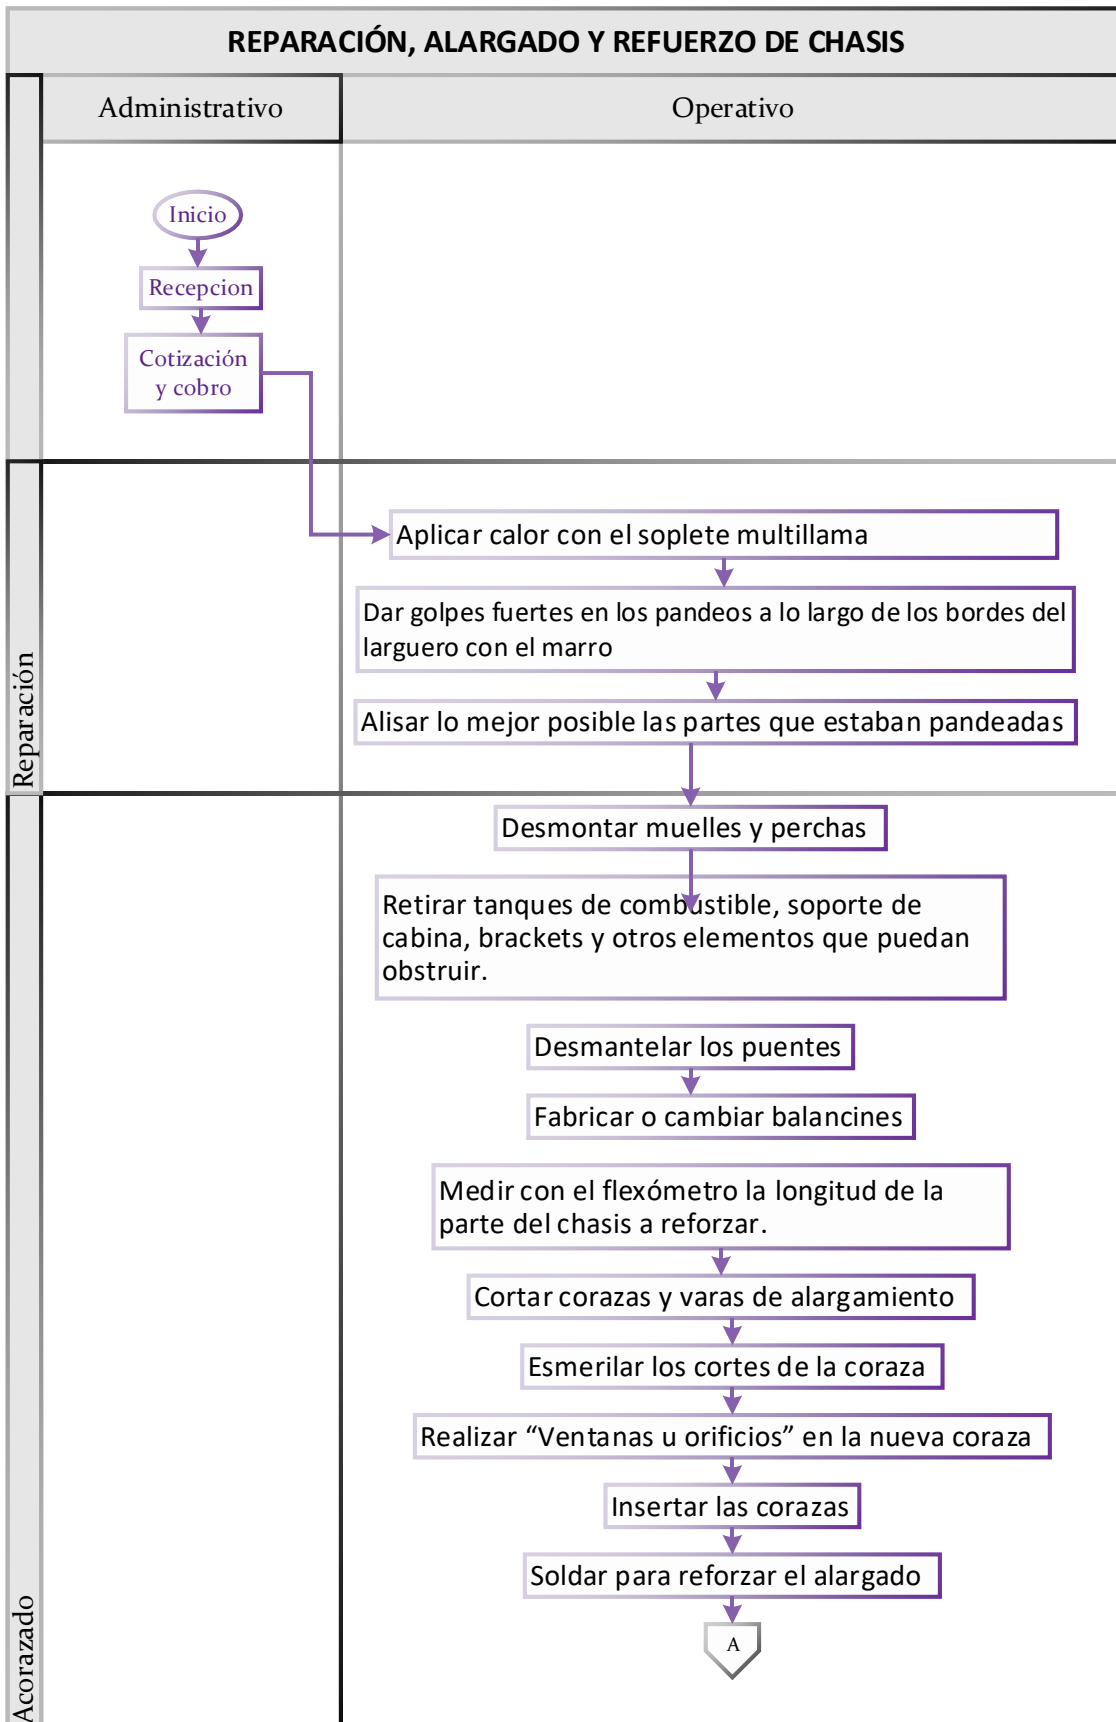 REPARACIÓN, ALARGADO Y REFUERZO DE CHASIS
Administrativo
Operativo
Inicio
Recepcion
Cotización
y cobro
Reparación
Aplicar calor con el soplete multillama
Dar golpes fuertes en los pandeos a lo largo de los bordes del
larguero con el marro
Alisar lo mejor posible las partes que estaban pandeadas
Acorazado
Desmontar muelles y perchas
Retirar tanques de combustible, soporte de
cabina, brackets y otros elementos que puedan
obstruir.
Desmantelar los puentes
Fabricar o cambiar balancines
Medir con el flexómetro la longitud de la
parte del chasis a reforzar.
Cortar corazas y varas de alargamiento
Esmerilar los cortes de la coraza
Realizar “Ventanas u orificios” en la nueva coraza
Insertar las corazas
Soldar para reforzar el alargado
A